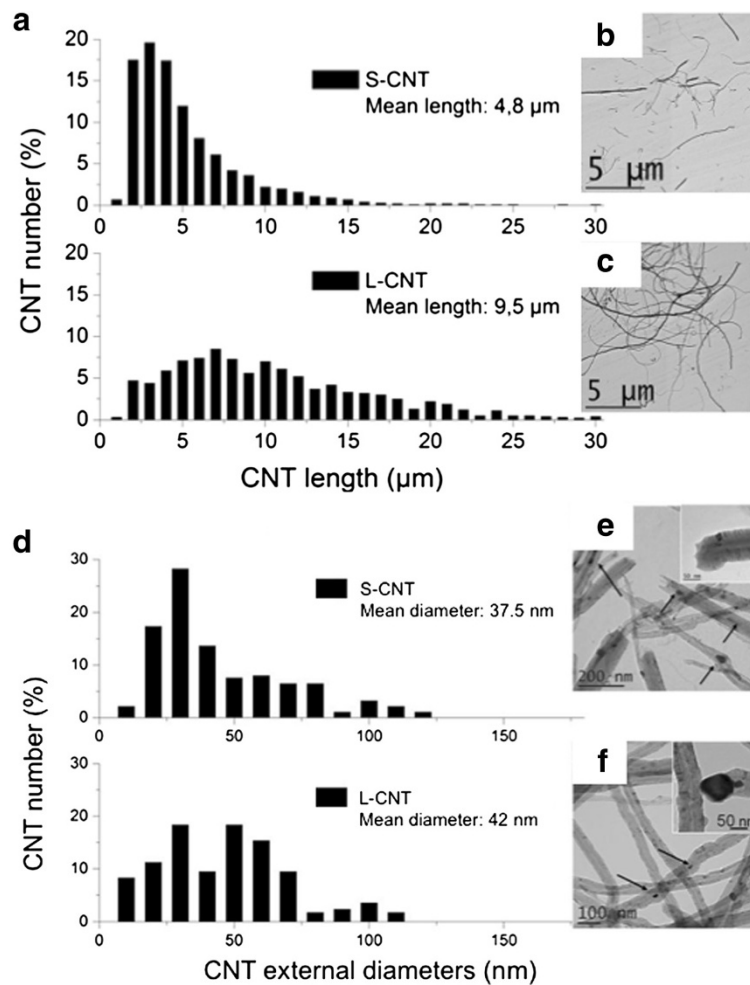 a
20
15
10
5
0
S-CNT
Mean length: 4,8 µm
0 5 10 15 20 25 30
b
5 µm
CNT number (%)
20
15
10
5
0
L-CNT
Mean length: 9,5 µm
0 5 10 15 20 25 30
CNT length (µm)
c
5 µm
d
30
20
10
0
S-CNT
Mean diameter: 37.5 nm
0 50 100 150
e
200 nm
CNT number (%)
30
20
10
0
L-CNT
Mean diameter: 42 nm
0 50 100 150
CNT external diameters (nm)
f
50 nm
100 nm